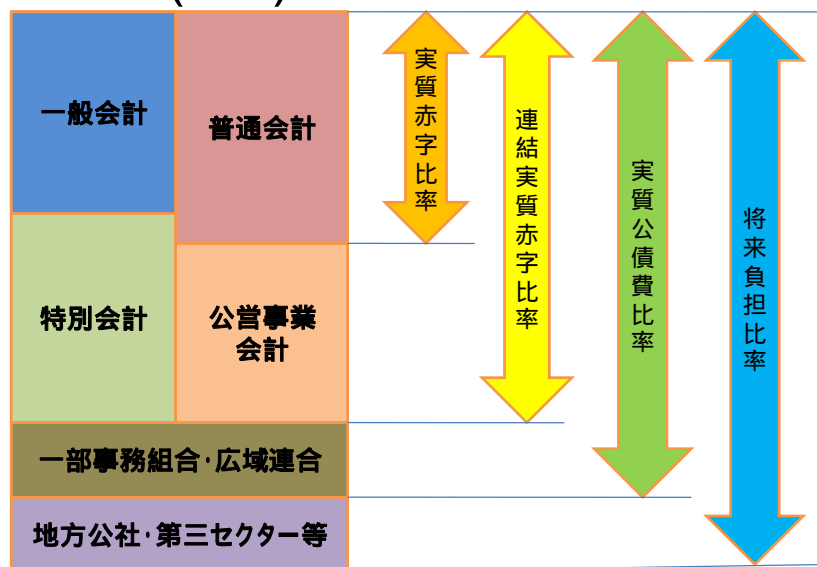 一般会計
普通会計
特別会計
公営事業
会計
一部事務組合・広域連合
地方公社・第三セクター等
実質赤字比率
連結実質赤字比率
実質公債費比率
将来負担比率